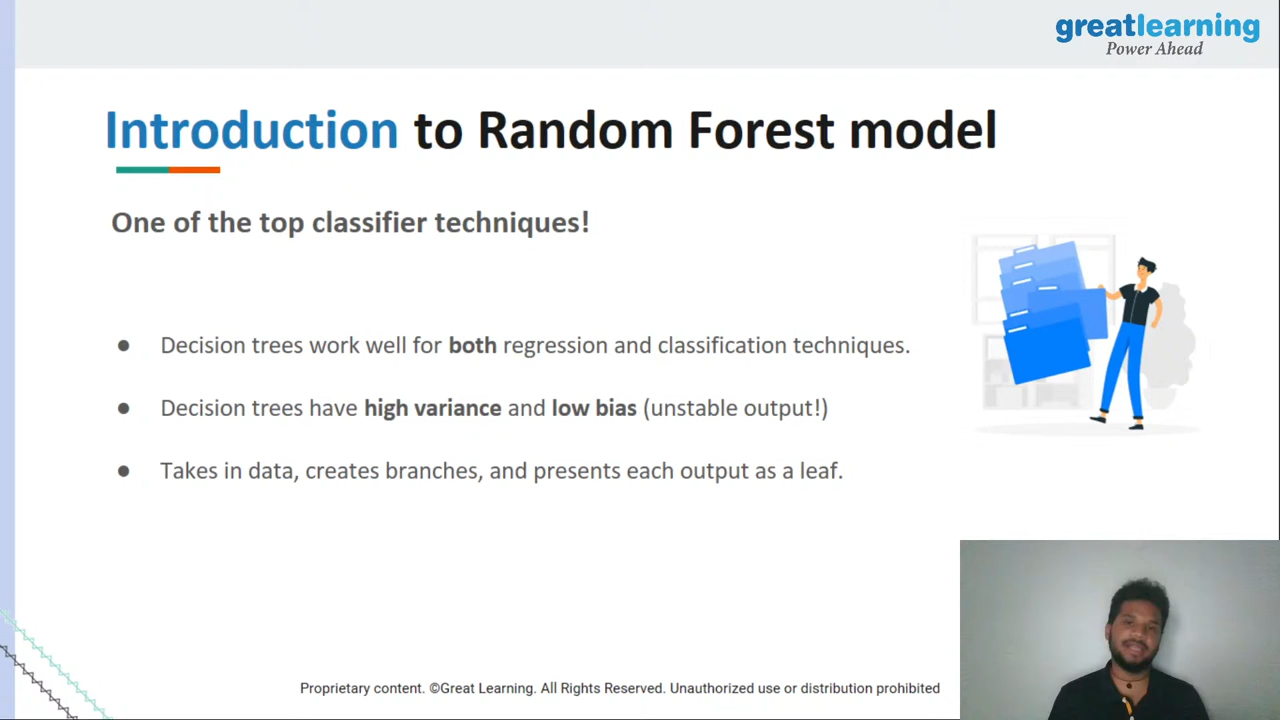 greatlearning
Power Ahead
Introduction to Random Forest model
One of the top classifier techniques!
● Decision trees work well for both regression and classification techniques.
● Decision trees have high variance and low bias (unstable output!)
● Takes in data, creates branches, and presents each output as a leaf.
Proprietary content. ©Great Learning. All Rights Reserved. Unauthorized use or distribution prohibited